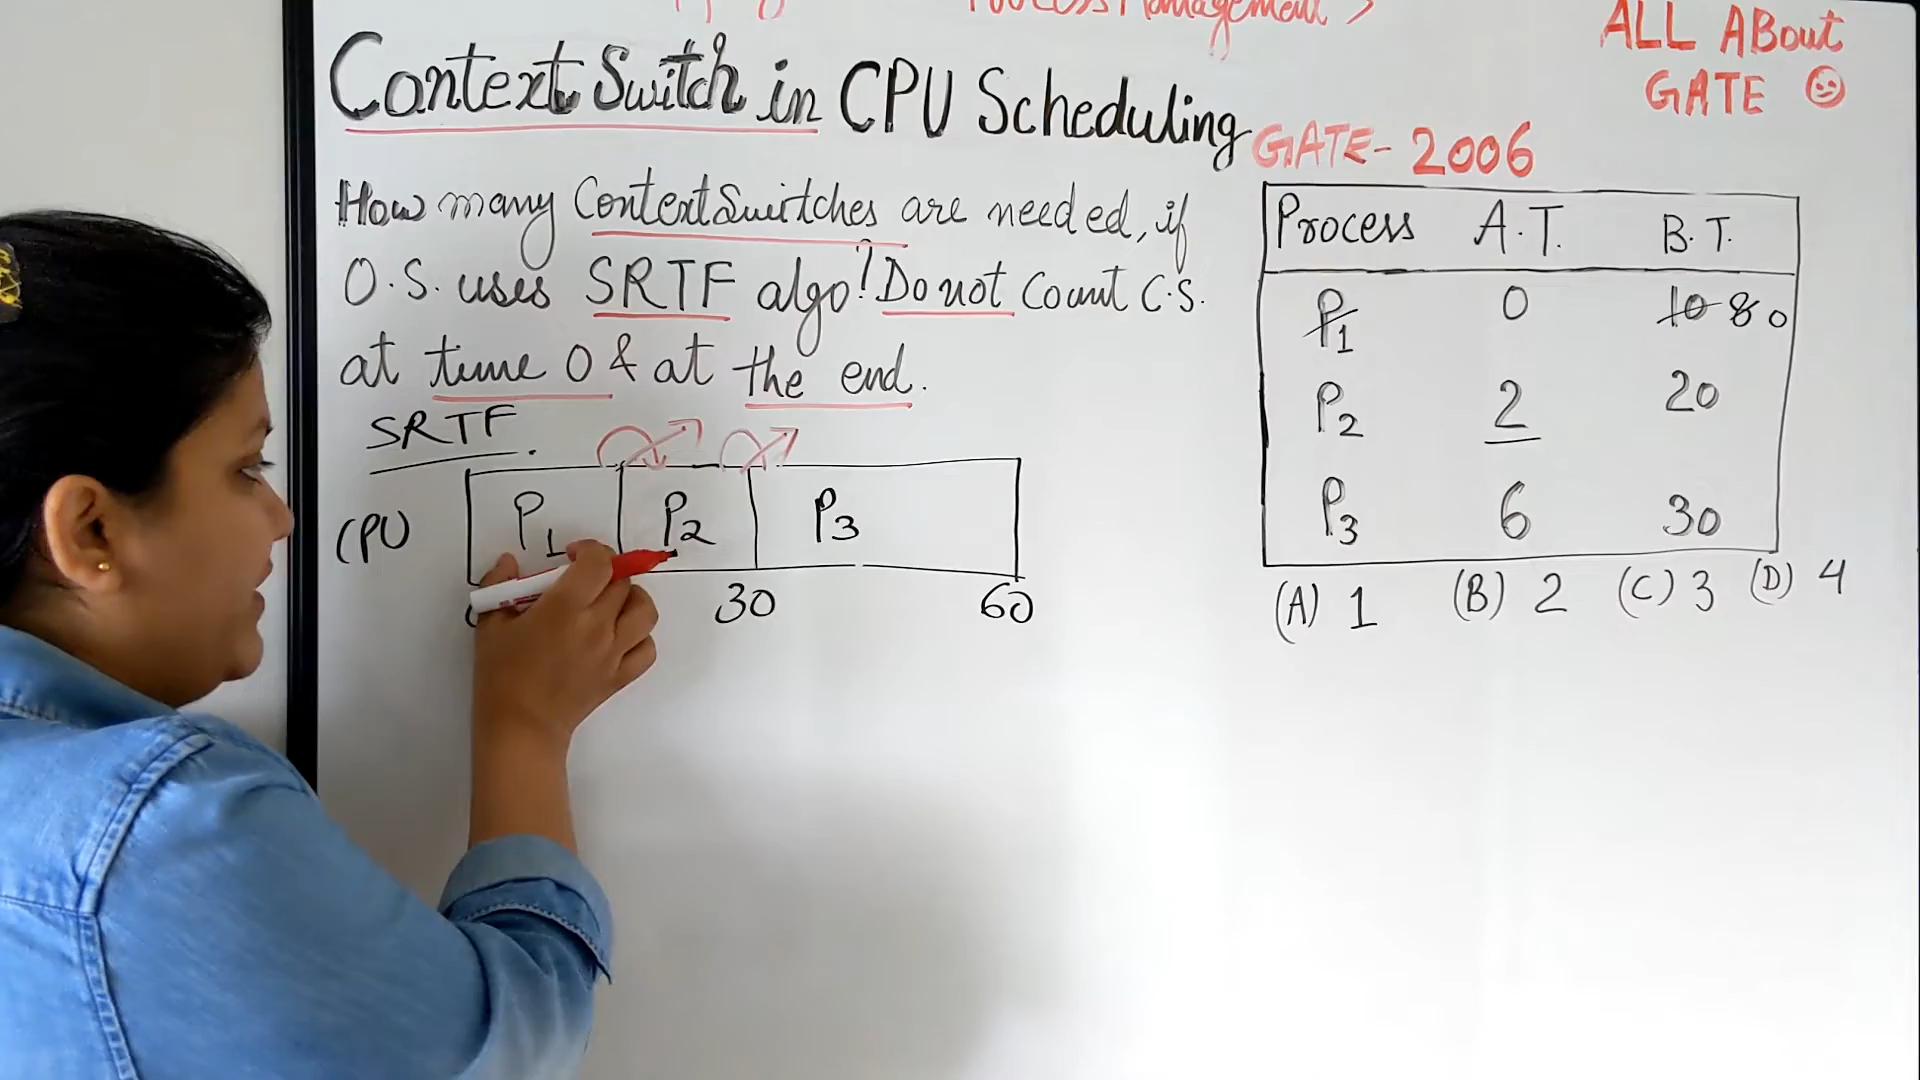 Process Management
ALL ABout
GATE
Context Switch in CPU Scheduling
GATE- 2006
How many Context Switches are needed, if
O.S. uses SRTF algo? Do not Count C.S.
at time 0 & at the end.
SRTF.
CPU P1 P2 P3
30 60
Process A.T. B.T.
P1 0 10 8 0
P2 2 20
P3 6 30
(A) 1 (B) 2 (C) 3 (D) 4